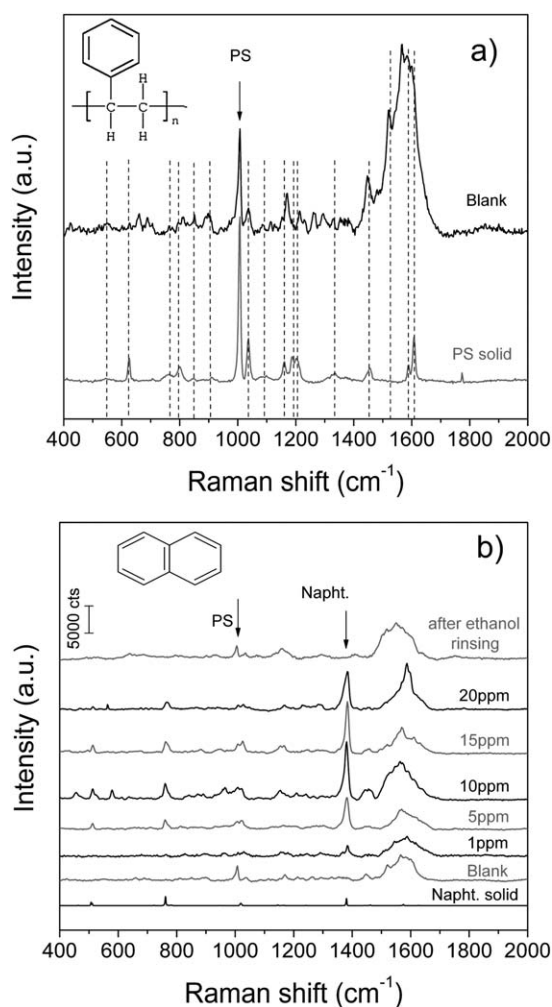 a)
PS
H
C
C
n
H
H
Blank
PS solid
Intensity (a.u.)
400 600 800 1000 1200 1400 1600 1800 2000
Raman shift (cm⁻¹)
b)
5000 cts
PS
Napht.
after ethanol
rinsing
20ppm
15ppm
10ppm
5ppm
1ppm
Blank
Napht. solid
Intensity (a.u.)
400 600 800 1000 1200 1400 1600 1800 2000
Raman shift (cm⁻¹)